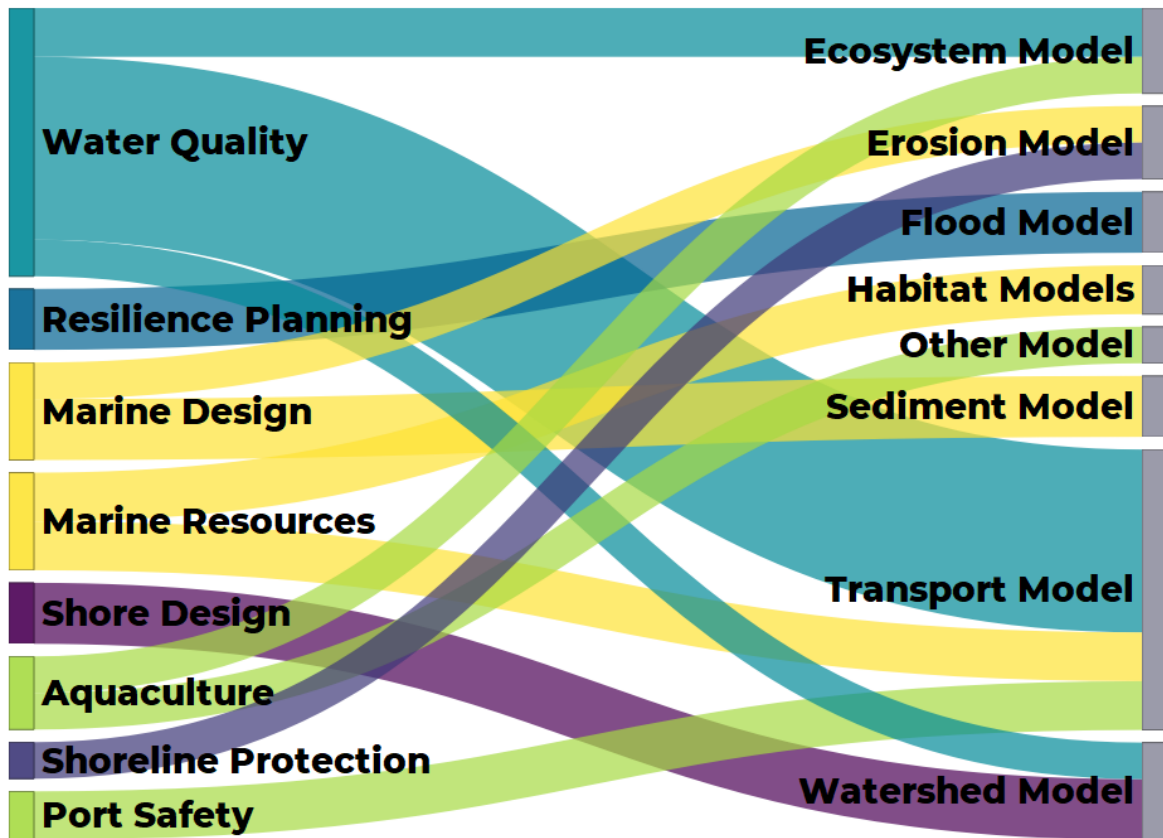 Water Quality
Resilience Planning
Marine Design
Marine Resources
Shore Design
Aquaculture
Shoreline Protection
Port Safety
Ecosystem Model
Erosion Model
Flood Model
Habitat Models
Other Model
Sediment Model
Transport Model
Watershed Model